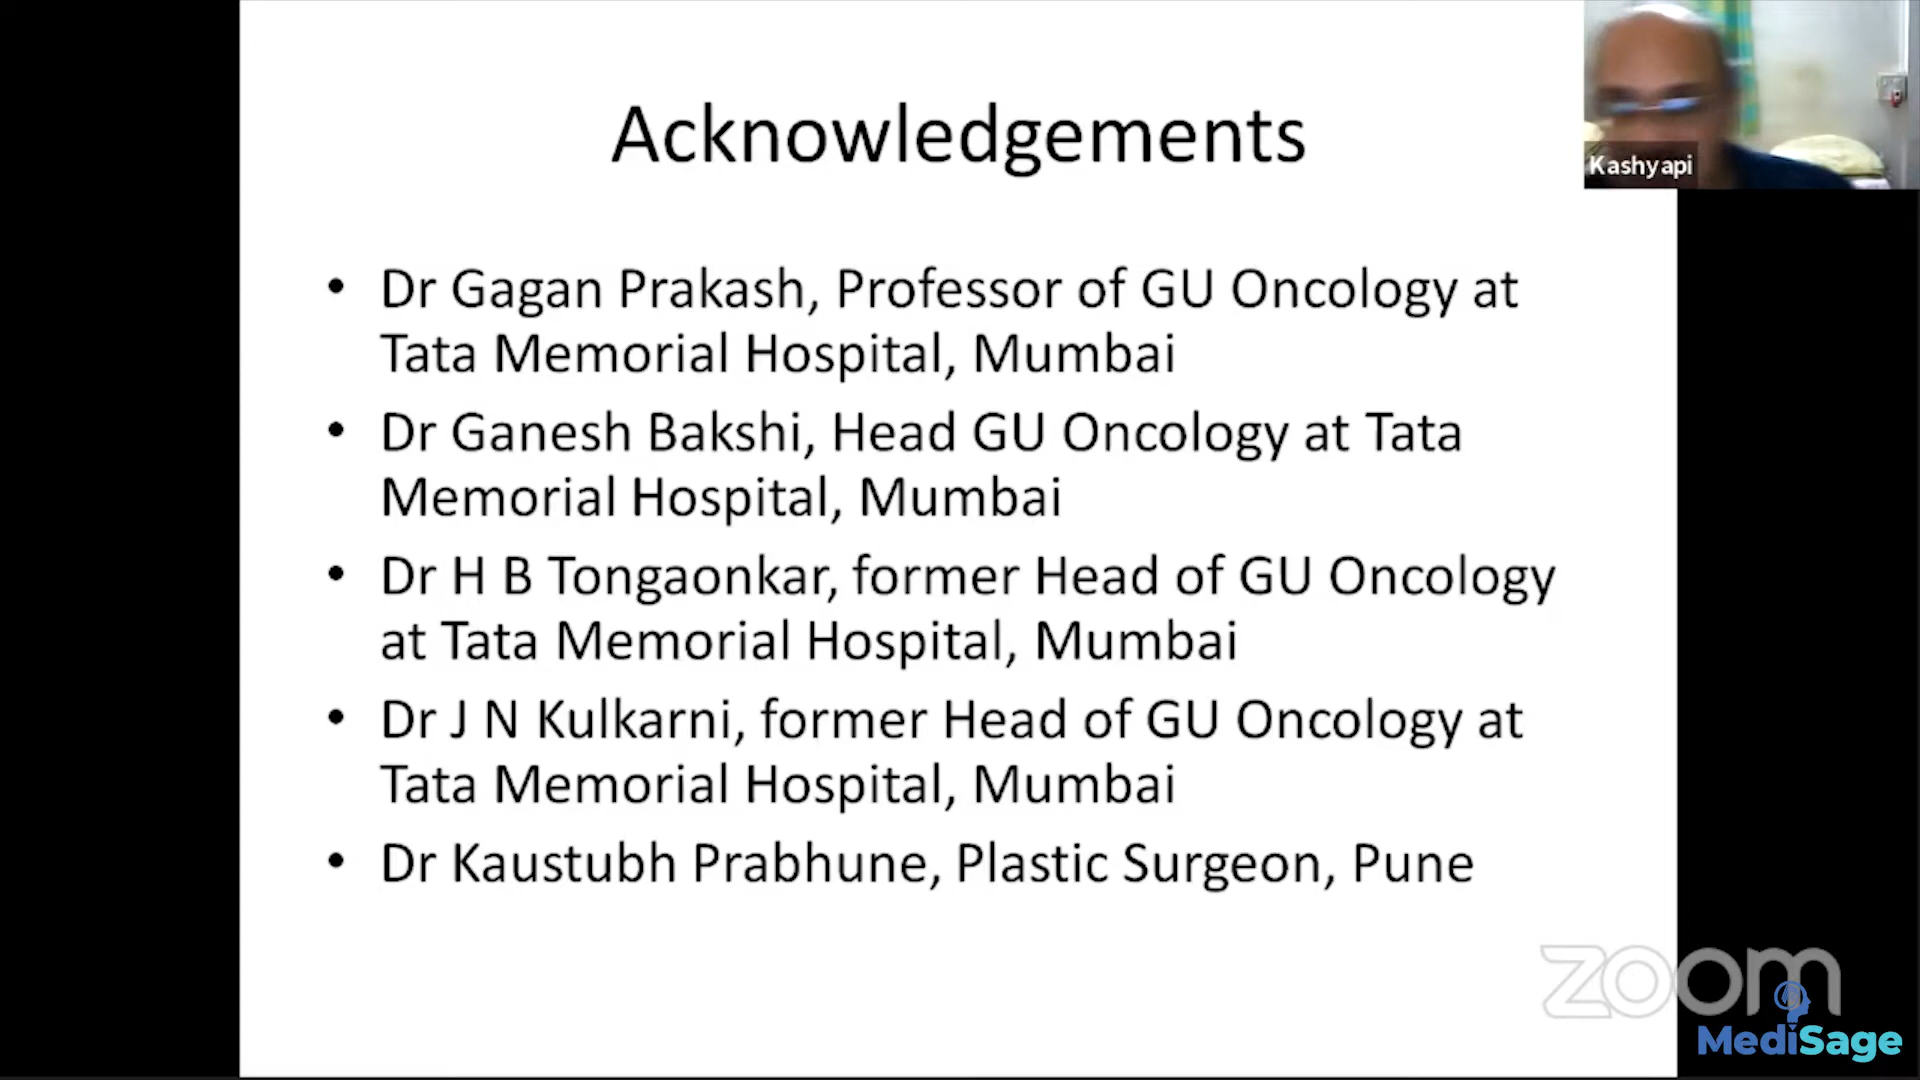 Acknowledgements
Kashyapi
• Dr Gagan Prakash, Professor of GU Oncology at
Tata Memorial Hospital, Mumbai
• Dr Ganesh Bakshi, Head GU Oncology at Tata
Memorial Hospital, Mumbai
• Dr H B Tongaonkar, former Head of GU Oncology
at Tata Memorial Hospital, Mumbai
• Dr J N Kulkarni, former Head of GU Oncology at
Tata Memorial Hospital, Mumbai
• Dr Kaustubh Prabhune, Plastic Surgeon, Pune
zoom
MediSage